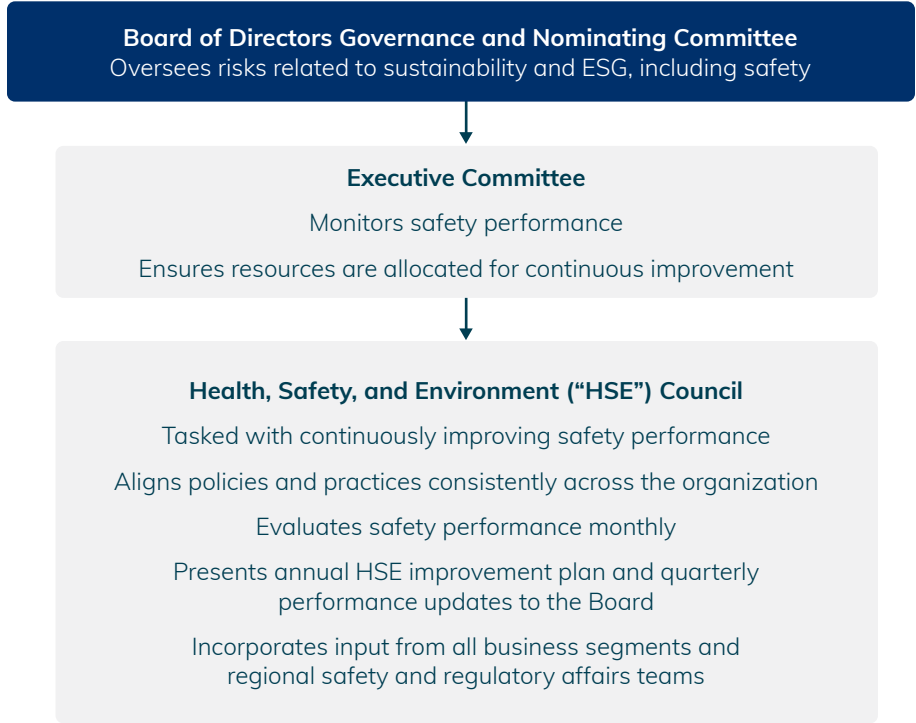 Board of Directors Governance and Nominating Committee
Oversees risks related to sustainability and ESG, including safety
Executive Committee
Monitors safety performance
Ensures resources are allocated for continuous improvement
Health, Safety, and Environment (“HSE”) Council
Tasked with continuously improving safety performance
Aligns policies and practices consistently across the organization
Evaluates safety performance monthly
Presents annual HSE improvement plan and quarterly
performance updates to the Board
Incorporates input from all business segments and
regional safety and regulatory affairs teams